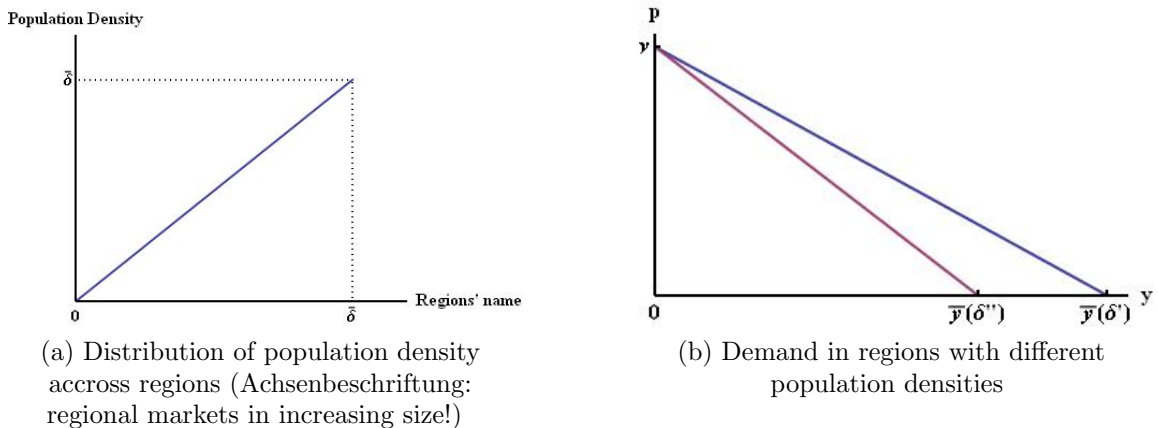 Population Density
δ̄
0
δ̄
Regions' name
(a) Distribution of population density
accross regions (Achsenbeschriftung:
regional markets in increasing size!)
p
γ
0
y̅(δ'')
y̅(δ')
y
(b) Demand in regions with different
population densities